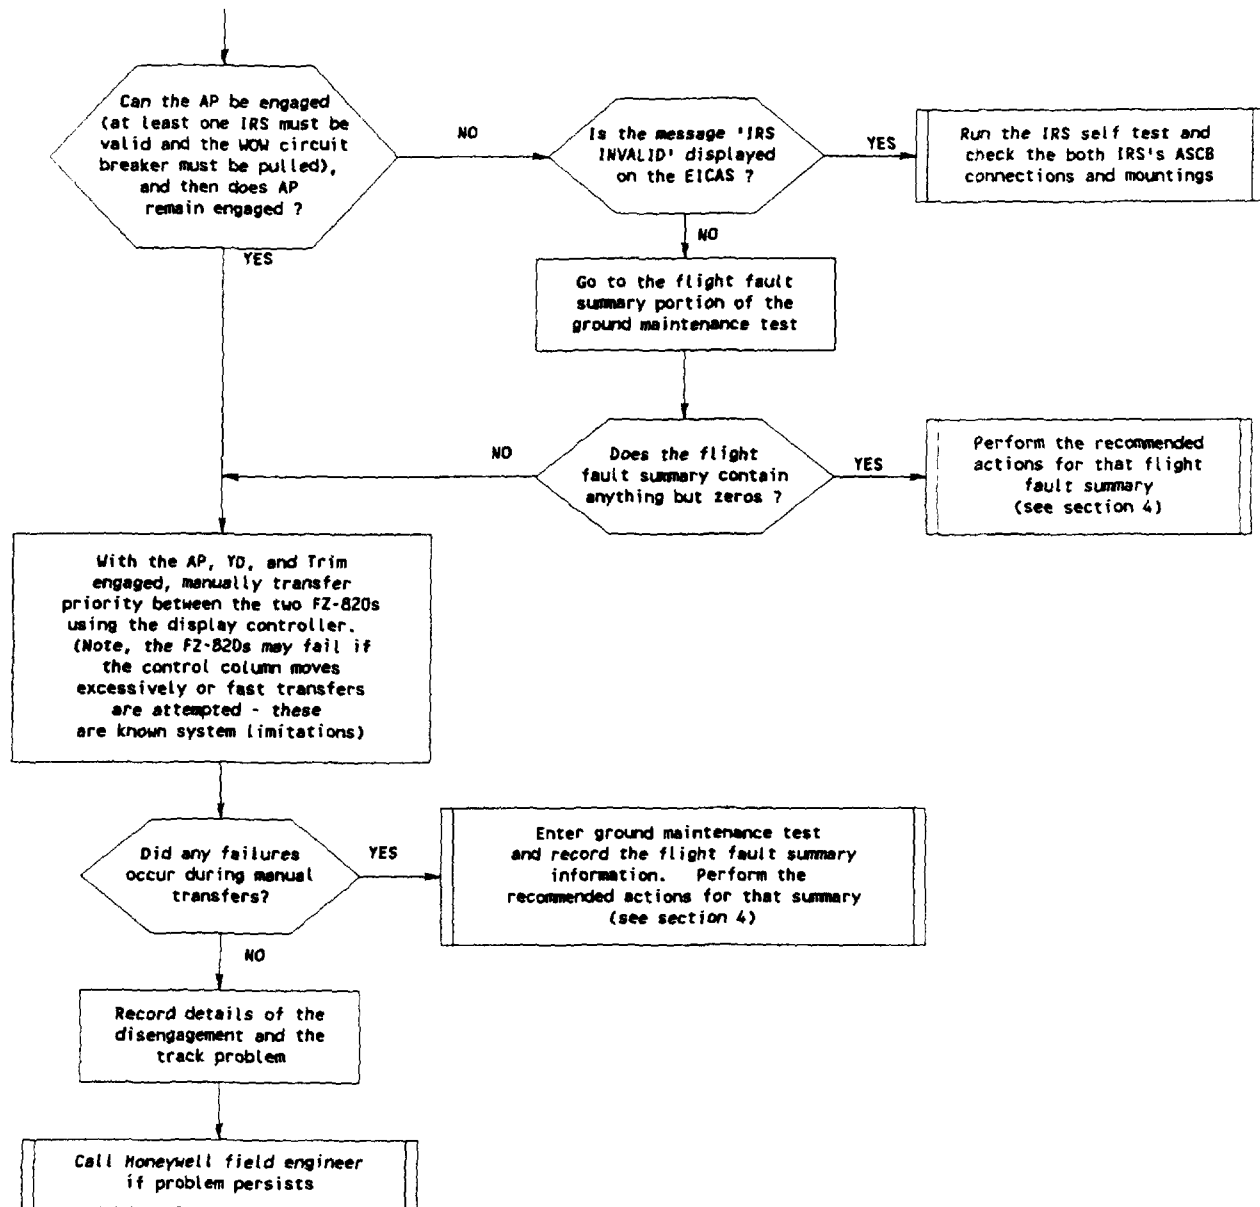 Can the AP be engaged
(at least one IRS must be
valid and the WOW circuit
breaker must be pulled),
and then does AP
remain engaged ?
NO
Is the message 'IRS
INVALID' displayed
on the EICAS ?
YES
Run the IRS self test and
check the both IRS's ASCB
connections and mountings
YES
NO
Go to the flight fault
summary portion of the
ground maintenance test
NO
Does the flight
fault summary contain
anything but zeros ?
YES
Perform the recommended
actions for that flight
fault summary
(see section 4)
With the AP, YD, and Trim
engaged, manually transfer
priority between the two FZ-820s
using the display controller.
(Note, the FZ-820s may fail if
the control column moves
excessively or fast transfers
are attempted - these
are known system limitations)
Did any failures
occur during manual
transfers?
YES
Enter ground maintenance test
and record the flight fault summary
information. Perform the
recommended actions for that summary
(see section 4)
NO
Record details of the
disengagement and the
track problem
Call Honeywell field engineer
if problem persists